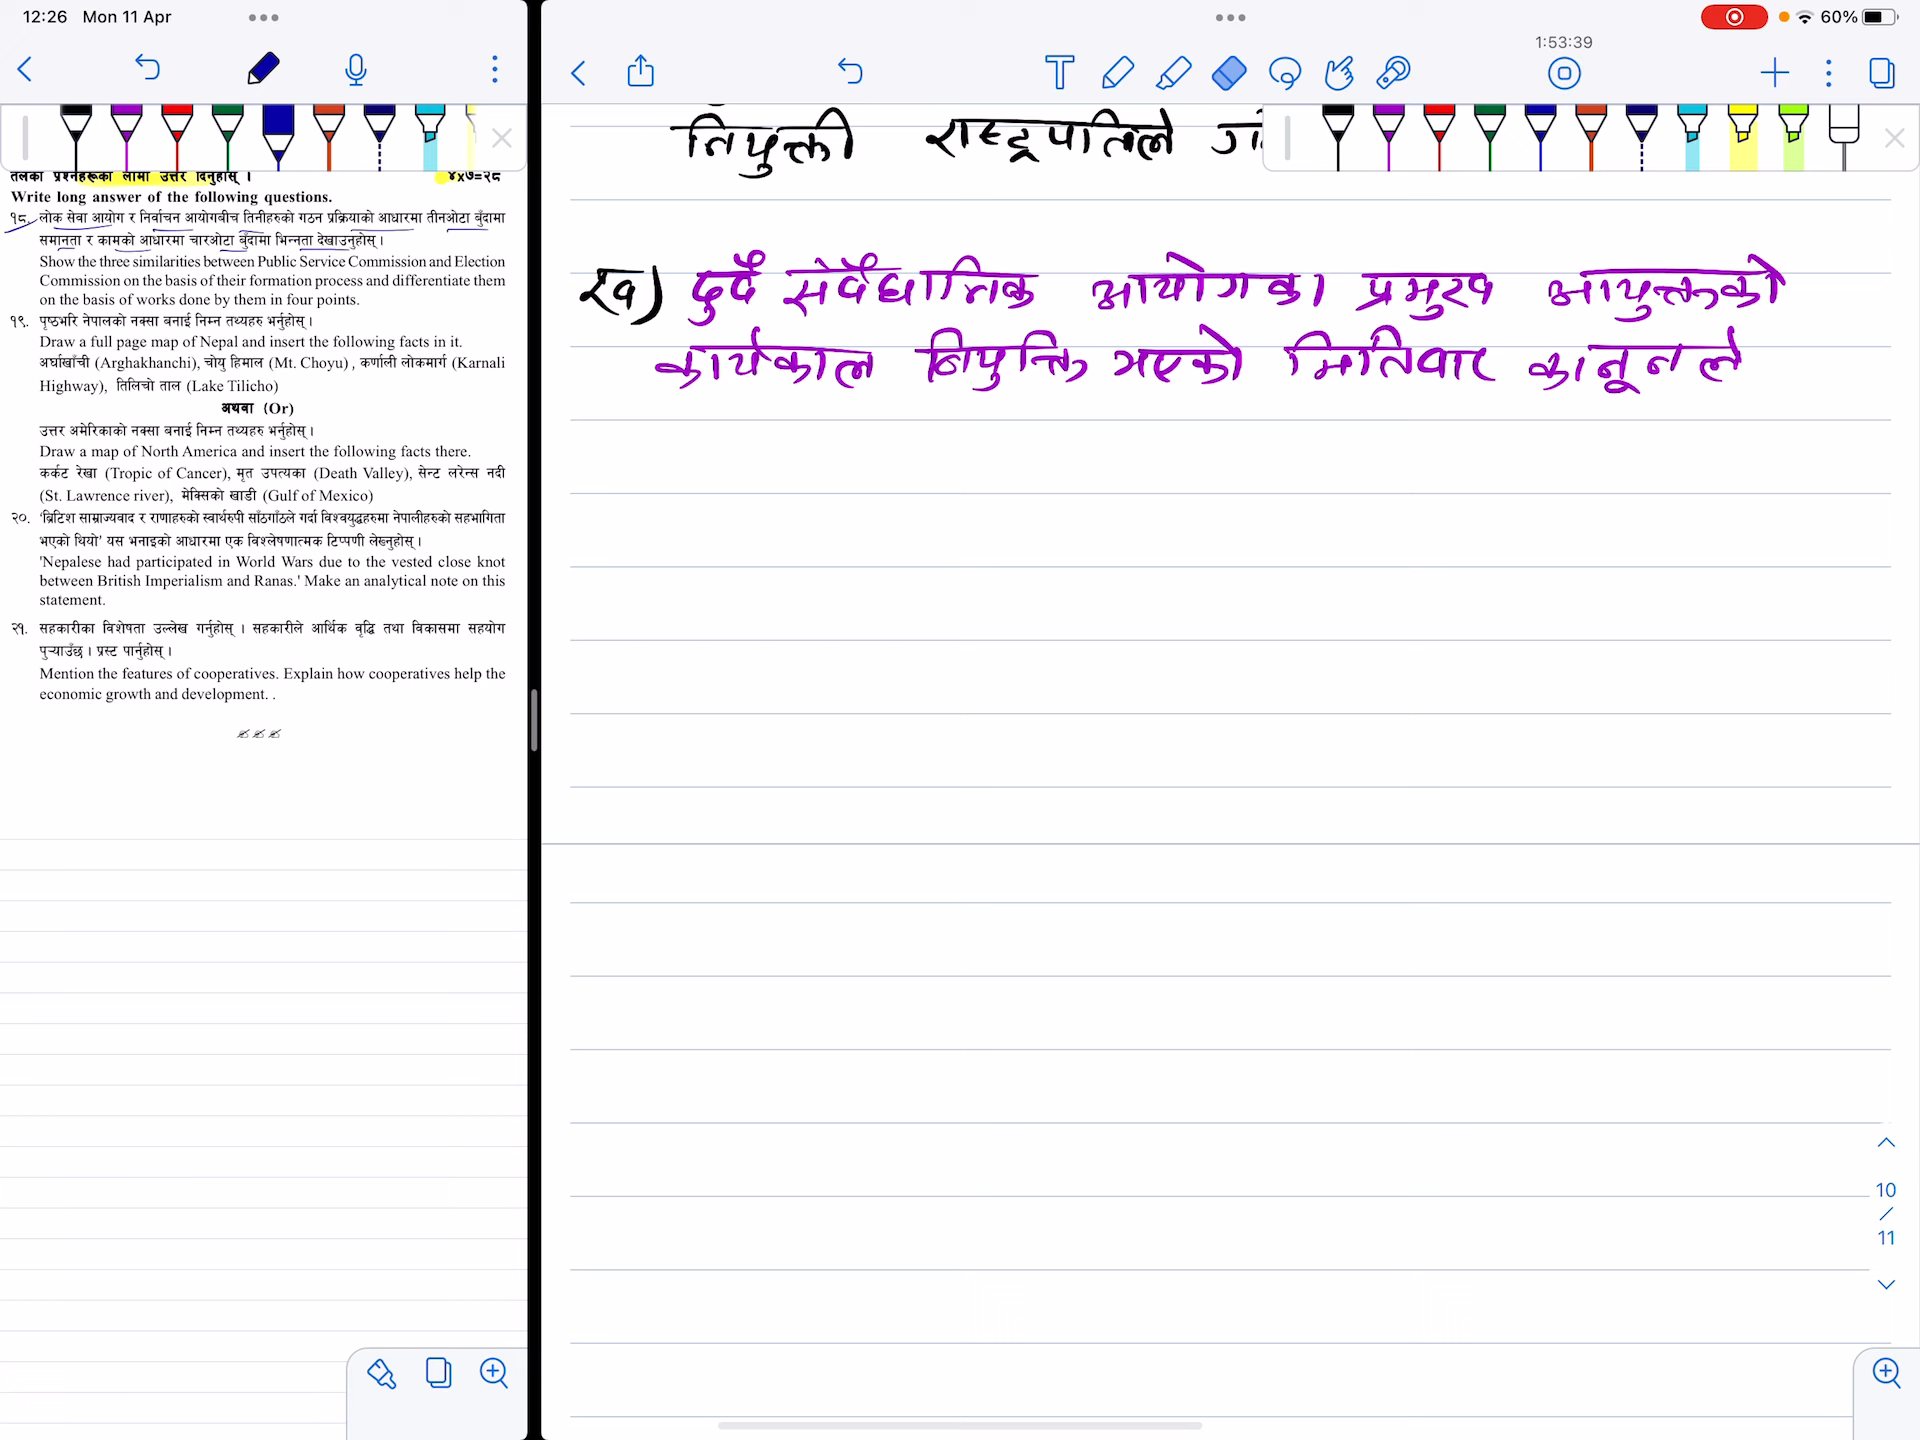 12:26 Mon 11 Apr
60%
1:53:39
तलका प्रश्नहरूको लामो उत्तर दिनुहोस् । ४x७=२८
Write long answer of the following questions.
१८. लोक सेवा आयोग र निर्वाचन आयोगबीच तिनीहरुको गठन प्रक्रियाको आधारमा तीनओटा बुँदामा
समानता र कामको आधारमा चारओटा बुँदामा भिन्नता देखाउनुहोस् ।
Show the three similarities between Public Service Commission and Election
Commission on the basis of their formation process and differentiate them
on the basis of works done by them in four points.
१९. पृष्ठभरि नेपालको नक्सा बनाई निम्न तथ्यहरु भर्नुहोस् ।
Draw a full page map of Nepal and insert the following facts in it.
अर्घाखाँची (Arghakhanchi), चोयु हिमाल (Mt. Choyu) , कर्णाली लोकमार्ग (Karnali
Highway), तिलिचो ताल (Lake Tilicho)
अथवा (Or)
उत्तर अमेरिकाको नक्सा बनाई निम्न तथ्यहरु भर्नुहोस् ।
Draw a map of North America and insert the following facts there.
कर्कट रेखा (Tropic of Cancer), मृत उपत्यका (Death Valley), सेन्ट लरेन्स नदी
(St. Lawrence river), मेक्सिको खाडी (Gulf of Mexico)
२०. 'ब्रिटिश साम्राज्यवाद र राणाहरुको स्वार्थरुपी साँठगाँठले गर्दा विश्वयुद्धहरुमा नेपालीहरुको सहभागिता
भएको थियो' यस भनाइको आधारमा एक विश्लेषणात्मक टिप्पणी लेख्नुहोस् ।
'Nepalese had participated in World Wars due to the vested close knot
between British Imperialism and Ranas.' Make an analytical note on this
statement.
२१. सहकारीका विशेषता उल्लेख गर्नुहोस् । सहकारीले आर्थिक वृद्धि तथा विकासमा सहयोग
पुर्‍याउँछ । प्रस्ट पार्नुहोस् ।
Mention the features of cooperatives. Explain how cooperatives help the
economic growth and development. .
नियुक्ती राष्ट्रपतिले
ख) दुवै संवैधानिक आयोगका प्रमुख आयुक्तको
कार्यकाल नियुक्ति भएको मितिवार कानूनले
10
/
11